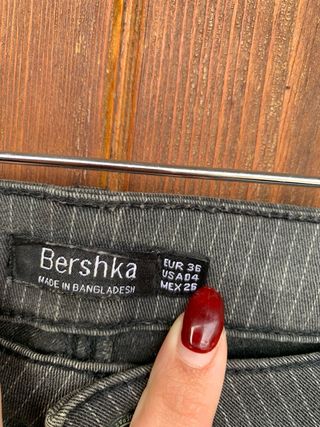 Bershka
MADE IN BANGLADESH
EUR 36
USA 04
MEX 26